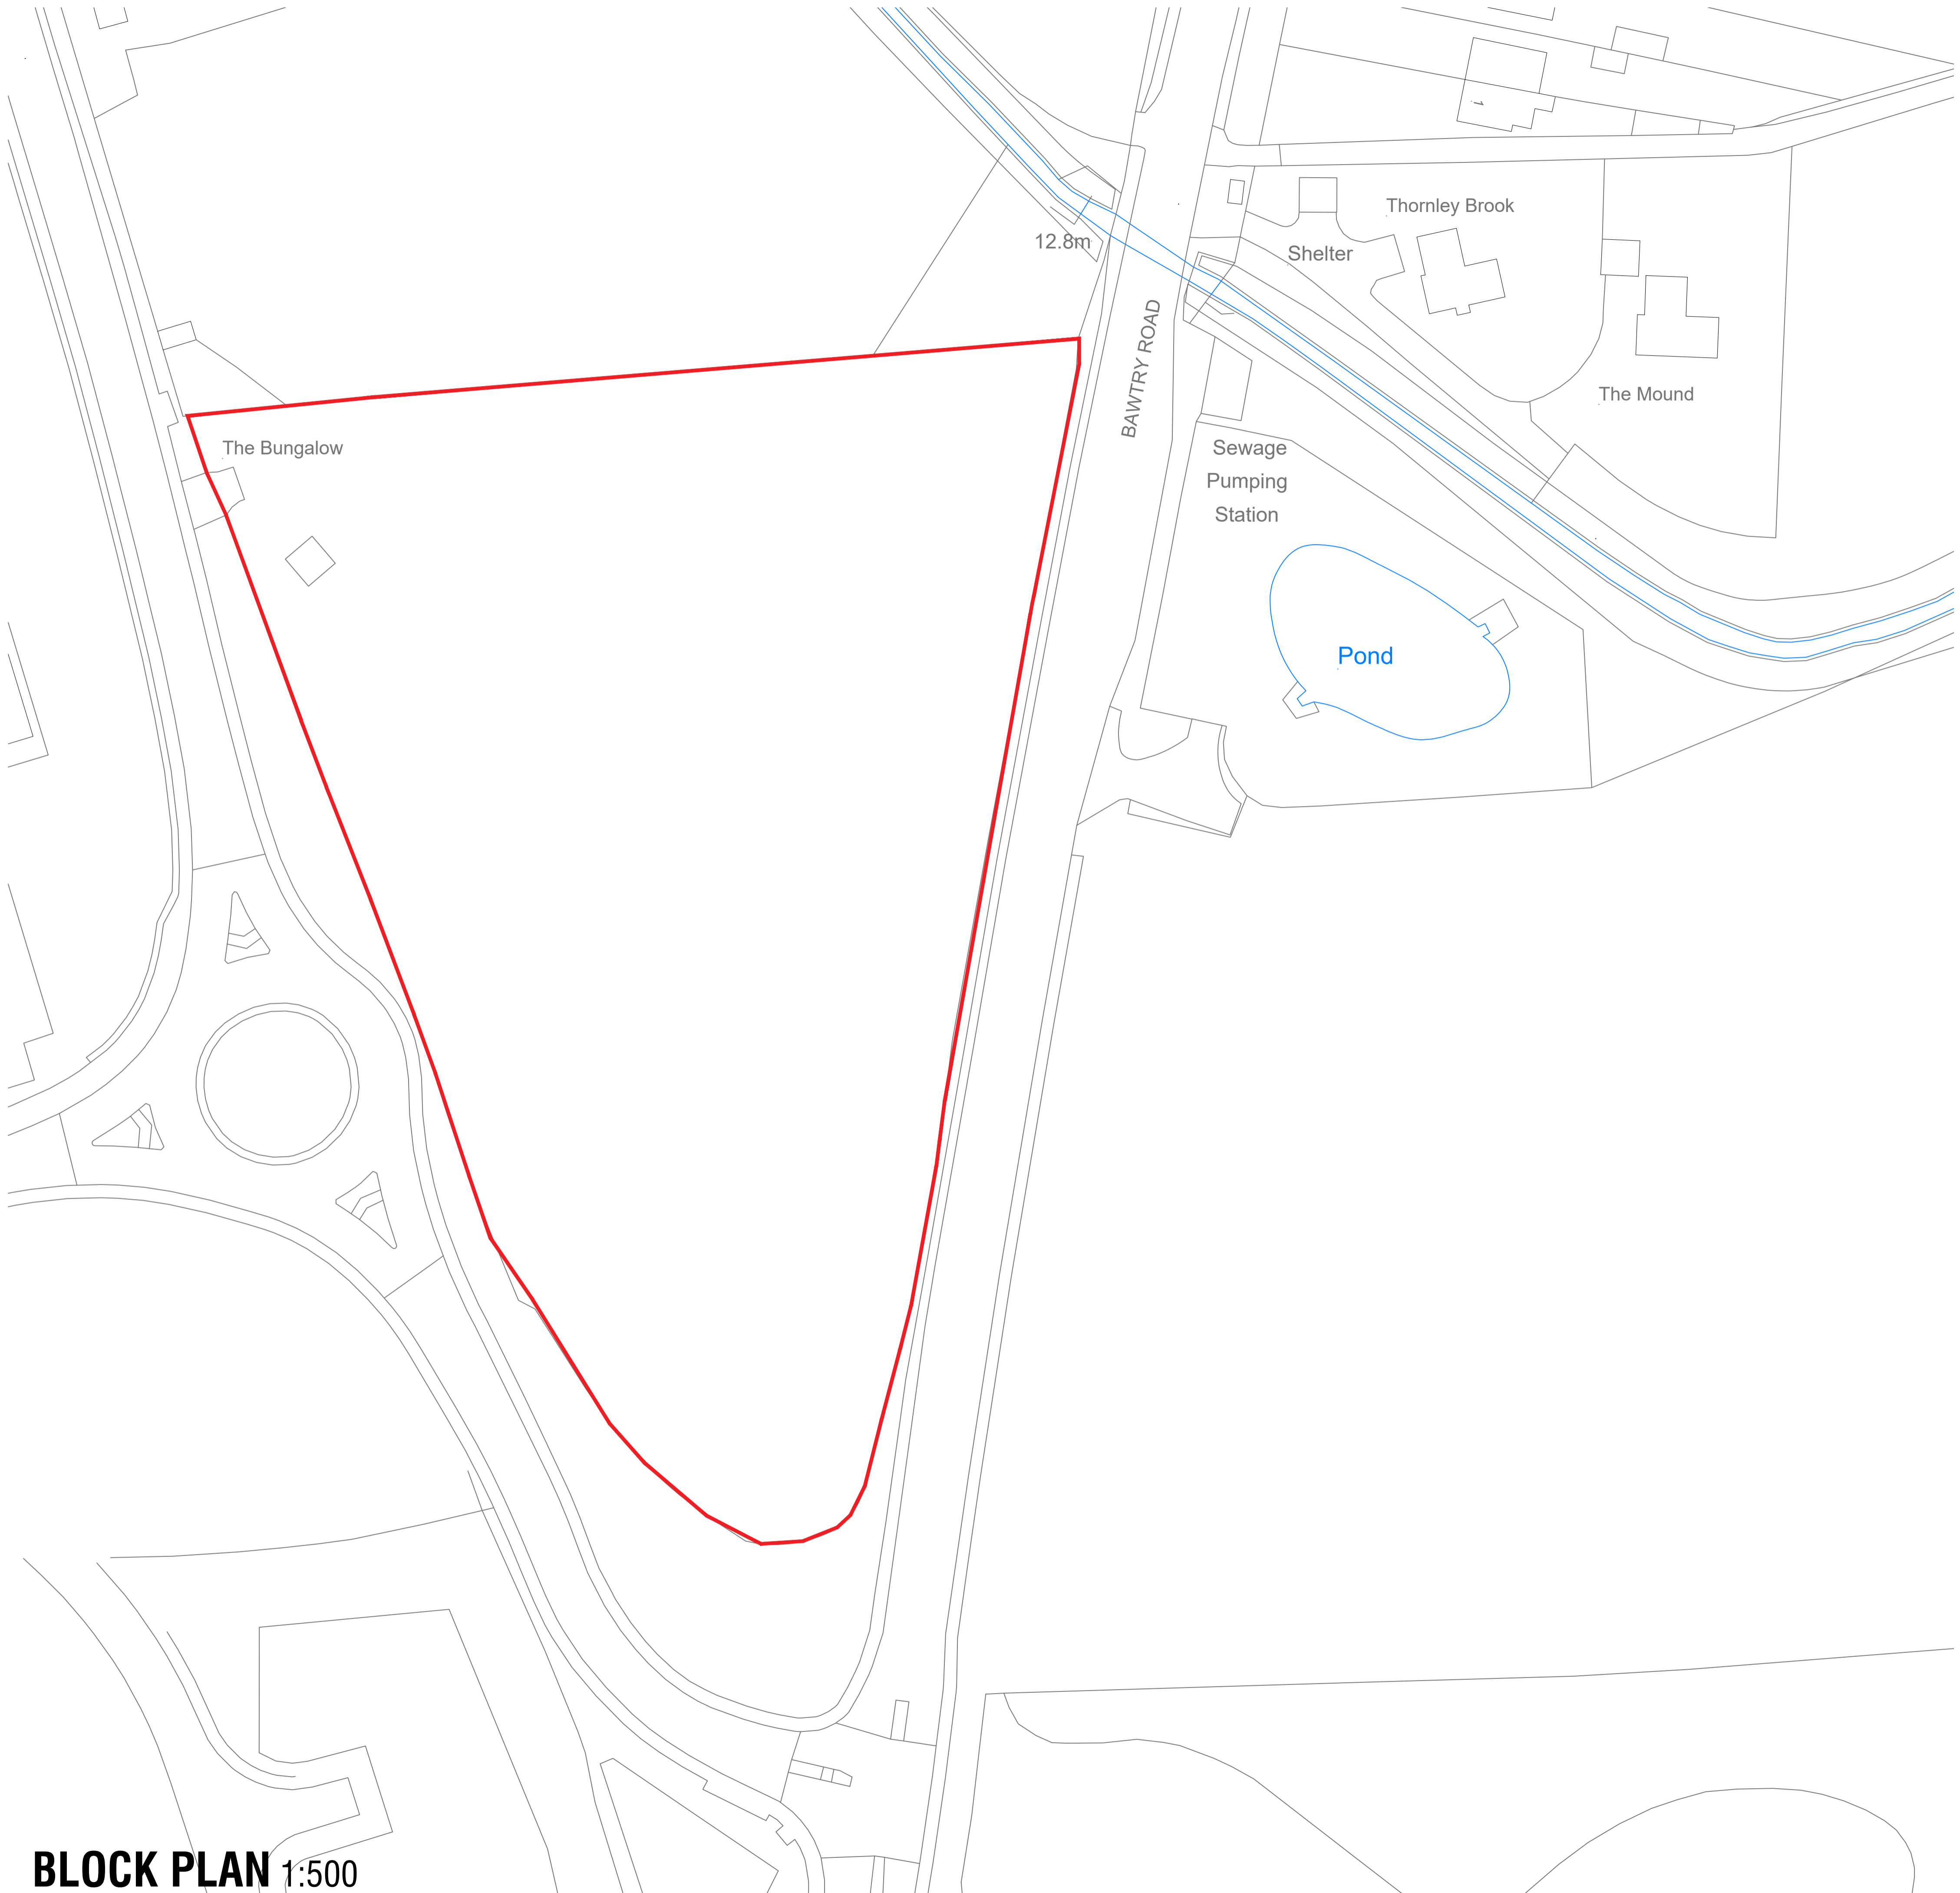 1
Thornley Brook
12.8m
Shelter
BAWTRY ROAD
The Mound
The Bungalow
Sewage
Pumping
Station
Pond
BLOCK PLAN 1:500